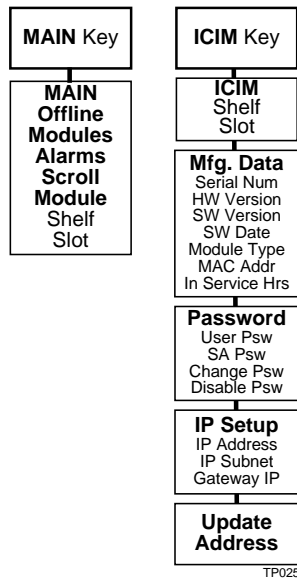 MAIN Key
MAIN
Offline
Modules
Alarms
Scroll
Module
Shelf
Slot
ICIM Key
ICIM
Shelf
Slot
Mfg. Data
Serial Num
HW Version
SW Version
SW Date
Module Type
MAC Addr
In Service Hrs
Password
User Psw
SA Psw
Change Psw
Disable Psw
IP Setup
IP Address
IP Subnet
Gateway IP
Update
Address
TP025